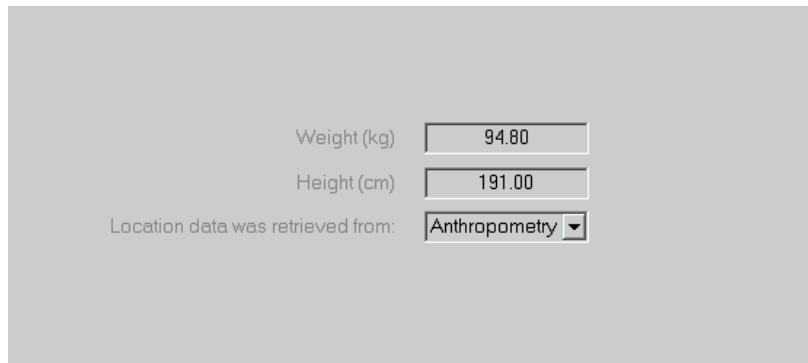 Weight (kg) 94.80
Height (cm) 191.00
Location data was retrieved from: Anthropometry